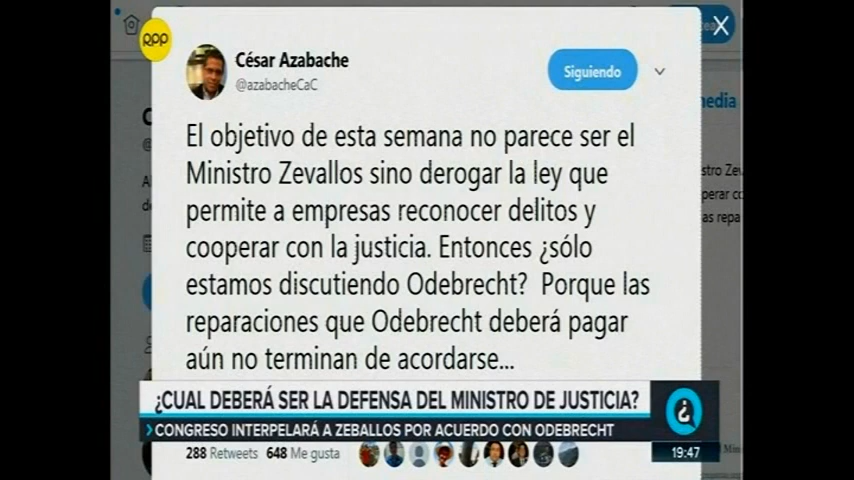 rpp
César Azabache
@azabacheCaC
Siguiendo
X
El objetivo de esta semana no parece ser el
Ministro Zevallos sino derogar la ley que
permite a empresas reconocer delitos y
cooperar con la justicia. Entonces ¿sólo
estamos discutiendo Odebrecht? Porque las
reparaciones que Odebrecht deberá pagar
aún no terminan de acordarse...
¿CUAL DEBERÁ SER LA DEFENSA DEL MINISTRO DE JUSTICIA?
CONGRESO INTERPELARÁ A ZEBALLOS POR ACUERDO CON ODEBRECHT
¿
19:47
288 Retweets 648 Me gusta